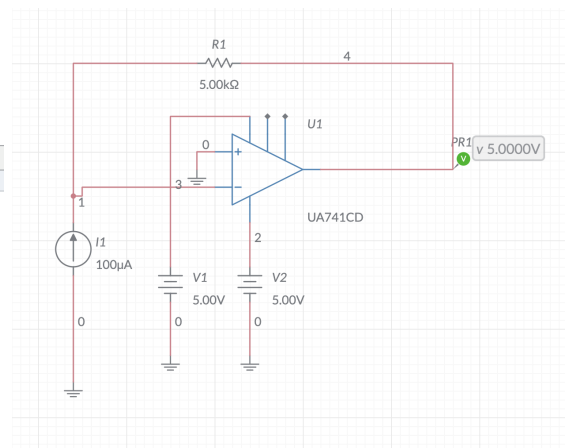 R1
4
5.00kΩ
U1
PR1
v 5.0000V
0
+
3
−
1
UA741CD
I1
2
100µA
V1
V2
5.00V
5.00V
0
0
0